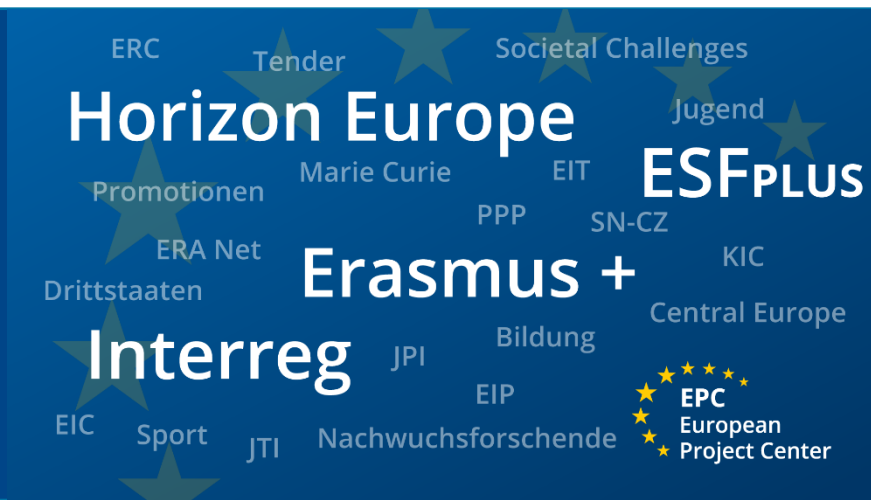 ERC
Tender
Societal Challenges
Horizon Europe
Jugend
Marie Curie
EIT
ESFPLUS
Promotionen
PPP
SN-CZ
ERA Net
Erasmus +
KIC
Drittstaaten
Central Europe
Interreg
JPI
Bildung
EIP
EIC
Sport
JTI
Nachwuchsforschende
EPC
European
Project Center